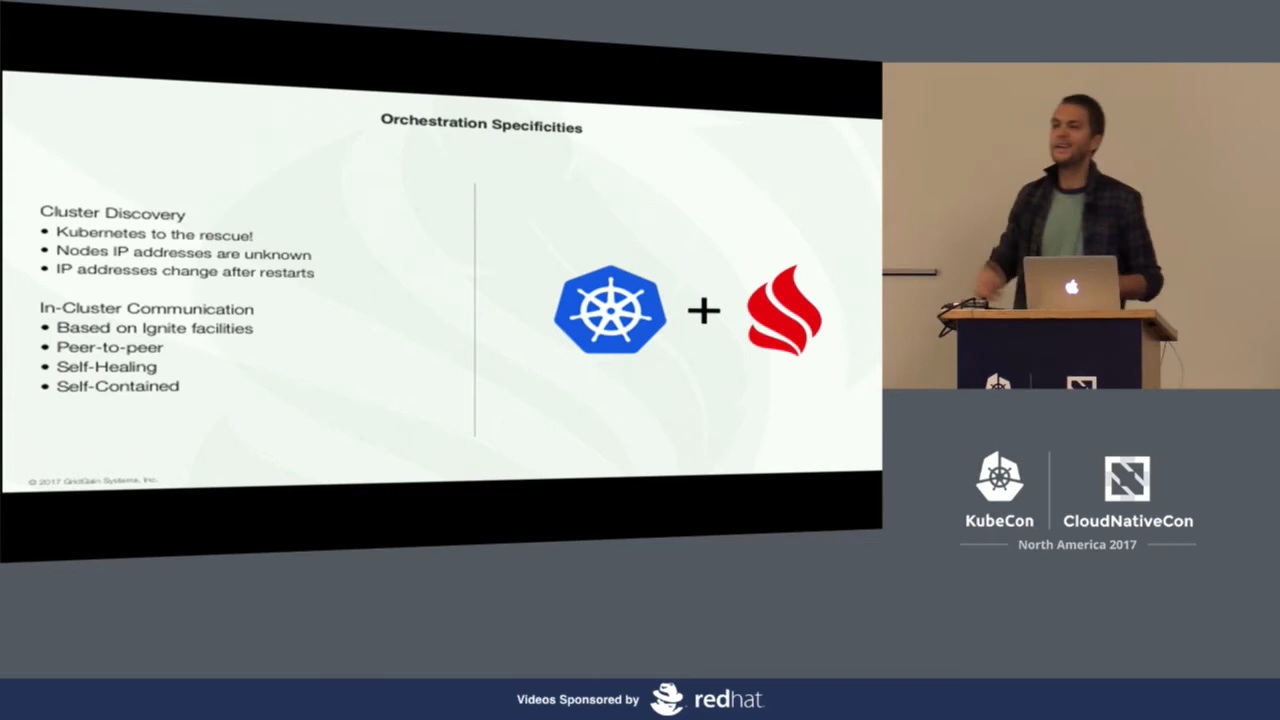 Orchestration Specificities
Cluster Discovery
• Kubernetes to the rescue!
• Nodes IP addresses are unknown
• IP addresses change after restarts
In-Cluster Communication
• Based on Ignite facilities
• Peer-to-peer
• Self-Healing
• Self-Contained
© 2017 GridGain Systems, Inc.
+
KubeCon
CloudNativeCon
North America 2017
Videos Sponsored by redhat.